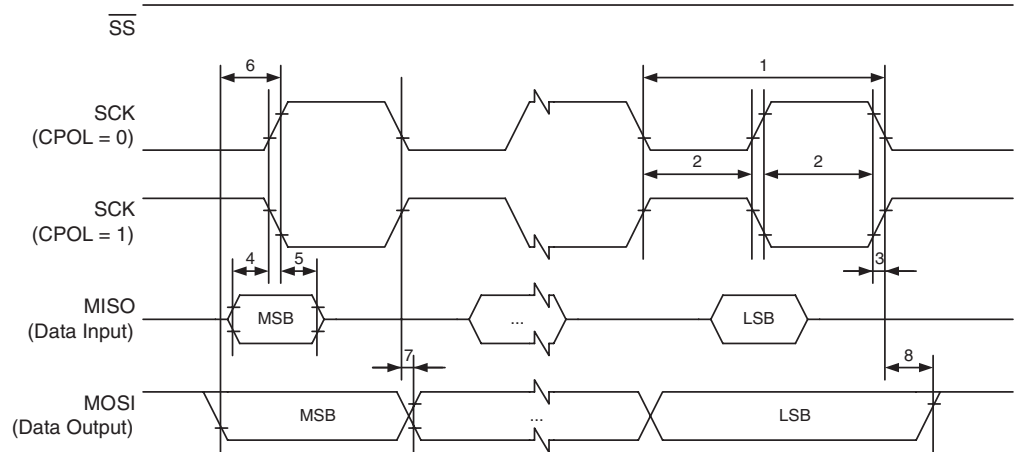 SS
6
1
SCK
(CPOL = 0)
2
2
SCK
(CPOL = 1)
4
5
3
MISO
(Data Input)
MSB
...
LSB
7
8
MOSI
(Data Output)
MSB
...
LSB